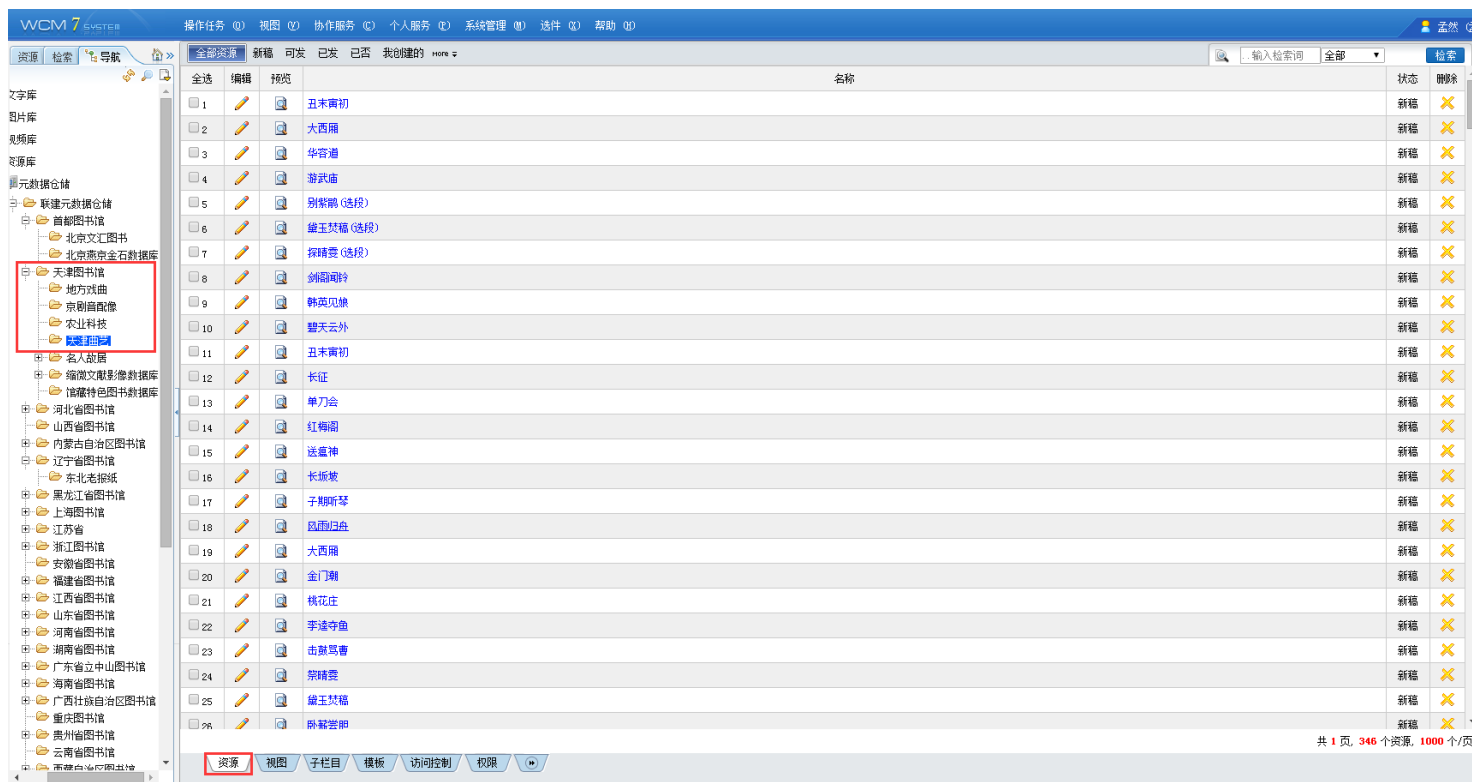 WCM 7 SYSTEM 操作任务 (O) 视图 (V) 协作服务 (C) 个人服务 (P) 系统管理 (M) 选件 (X) 帮助 (H) 孟然
资源 检索 导航 全部资源 新稿 可发 已发 已否 我创建的 More 输入检索词 全部 检索
全选 编辑 预览 名称 状态 删除
文字库
图片库
视频库
资源库
元数据仓储
联建元数据仓储
首都图书馆
北京文汇图书
北京燕京金石数据库
天津图书馆
地方戏曲
京剧音配像
农业科技
天津曲艺
名人故居
缩微文献影像数据库
馆藏特色图书数据库
河北省图书馆
山西省图书馆
内蒙古自治区图书馆
辽宁省图书馆
东北老报纸
黑龙江省图书馆
上海图书馆
江苏省
浙江图书馆
安徽省图书馆
福建省图书馆
江西省图书馆
山东省图书馆
河南省图书馆
湖南省图书馆
广东省立中山图书馆
海南省图书馆
广西壮族自治区图书馆
重庆图书馆
贵州省图书馆
云南省图书馆
西藏自治区图书馆
1 丑末寅初 新稿
2 大西厢 新稿
3 华容道 新稿
4 游武庙 新稿
5 别紫鹃(选段) 新稿
6 黛玉焚稿(选段) 新稿
7 探晴雯(选段) 新稿
8 剑阁闻铃 新稿
9 韩英见娘 新稿
10 碧天云外 新稿
11 丑末寅初 新稿
12 长征 新稿
13 单刀会 新稿
14 红梅阁 新稿
15 送瘟神 新稿
16 长坂坡 新稿
17 子期听琴 新稿
18 风雨归舟 新稿
19 大西厢 新稿
20 金门潮 新稿
21 桃花庄 新稿
22 李逵夺鱼 新稿
23 击鼓骂曹 新稿
24 祭晴雯 新稿
25 黛玉焚稿 新稿
26 卧薪尝胆 新稿
共 1 页, 346 个资源, 1000 个/页
资源 视图 子栏目 模板 访问控制 权限